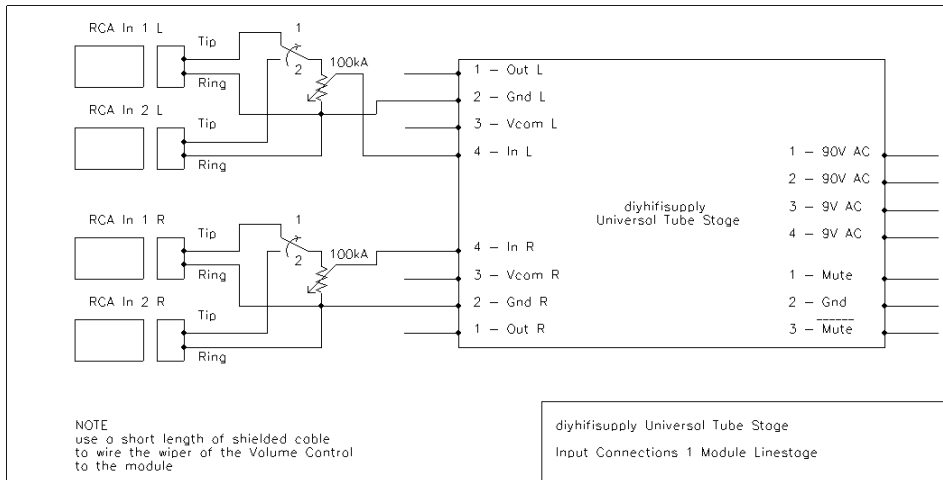 RCA In 1 L
Tip
Ring
1
2
100kA
RCA In 2 L
Tip
Ring
RCA In 1 R
Tip
Ring
1
2
100kA
RCA In 2 R
Tip
Ring
1 - Out L
2 - Gnd L
3 - Vcom L
4 - In L
4 - In R
3 - Vcom R
2 - Gnd R
1 - Out R
diyhifisupply
Universal Tube Stage
1 - 90V AC
2 - 90V AC
3 - 9V AC
4 - 9V AC
1 - Mute
2 - Gnd
3 - Mute
NOTE
use a short length of shielded cable
to wire the wiper of the Volume Control
to the module
diyhifisupply Universal Tube Stage
Input Connections 1 Module Linestage